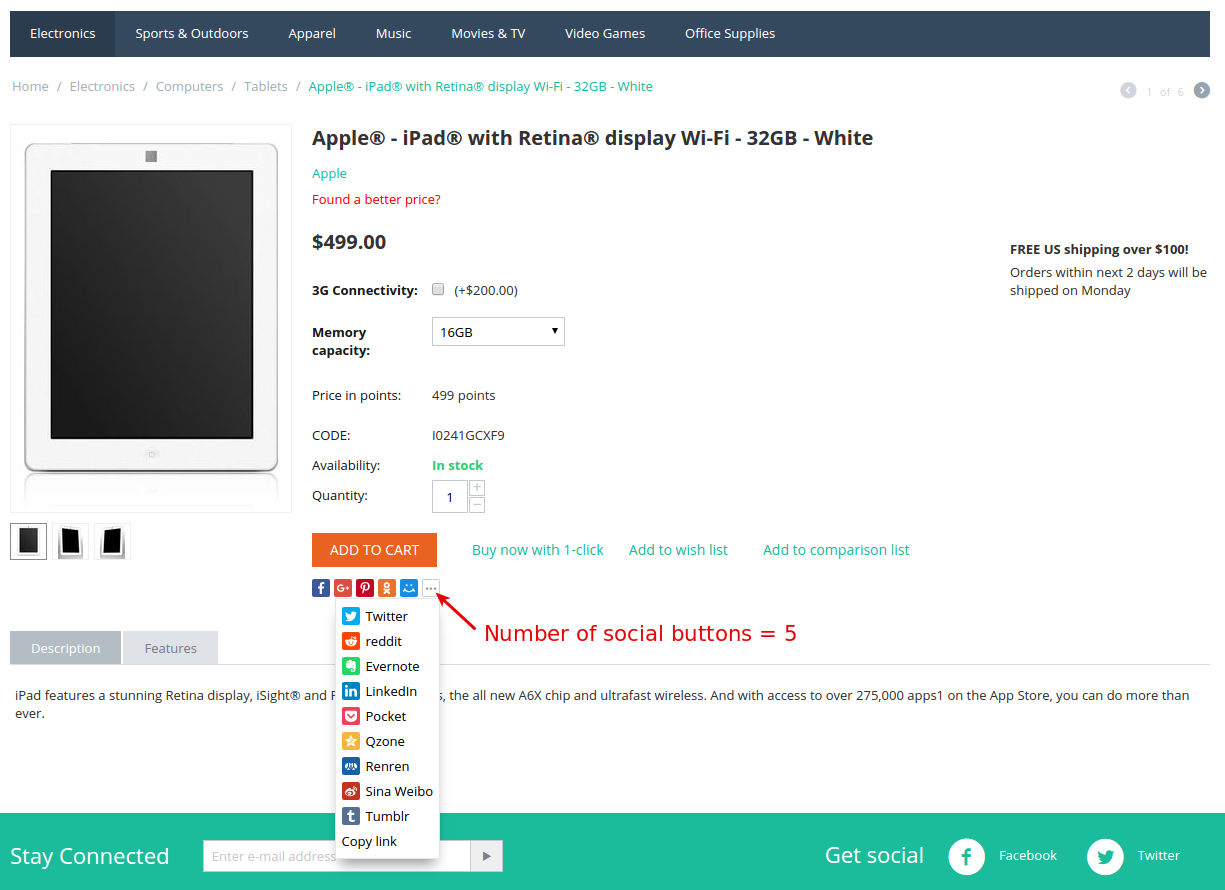 Electronics Sports & Outdoors Apparel Music Movies & TV Video Games Office Supplies
Home / Electronics / Computers / Tablets / Apple® - iPad® with Retina® display Wi-Fi - 32GB - White
1 of 6
Apple® - iPad® with Retina® display Wi-Fi - 32GB - White
Apple
Found a better price?
$499.00
FREE US shipping over $100!
Orders within next 2 days will be
shipped on Monday
3G Connectivity: (+$200.00)
Memory
capacity:
16GB
Price in points: 499 points
CODE: I0241GCXF9
Availability: In stock
Quantity: 1 + −
ADD TO CART Buy now with 1-click Add to wish list Add to comparison list
Number of social buttons = 5
Twitter
reddit
Evernote
LinkedIn
Pocket
Qzone
Renren
Sina Weibo
Tumblr
Copy link
Description Features
iPad features a stunning Retina display, iSight® and , the all new A6X chip and ultrafast wireless. And with access to over 275,000 apps1 on the App Store, you can do more than
ever.
Stay Connected Enter e-mail address Get social Facebook Twitter